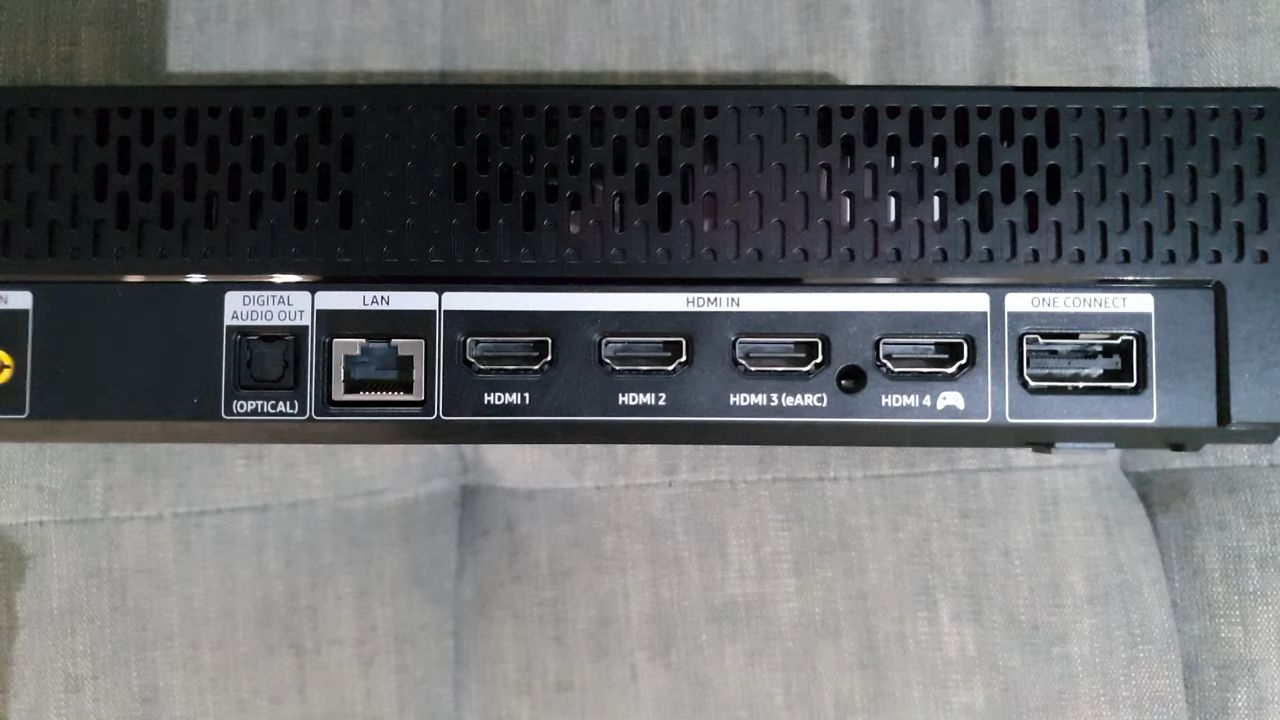 DIGITAL
AUDIO OUT
(OPTICAL)
LAN
HDMI IN
HDMI 1
HDMI 2
HDMI 3 (eARC)
HDMI 4
ONE CONNECT